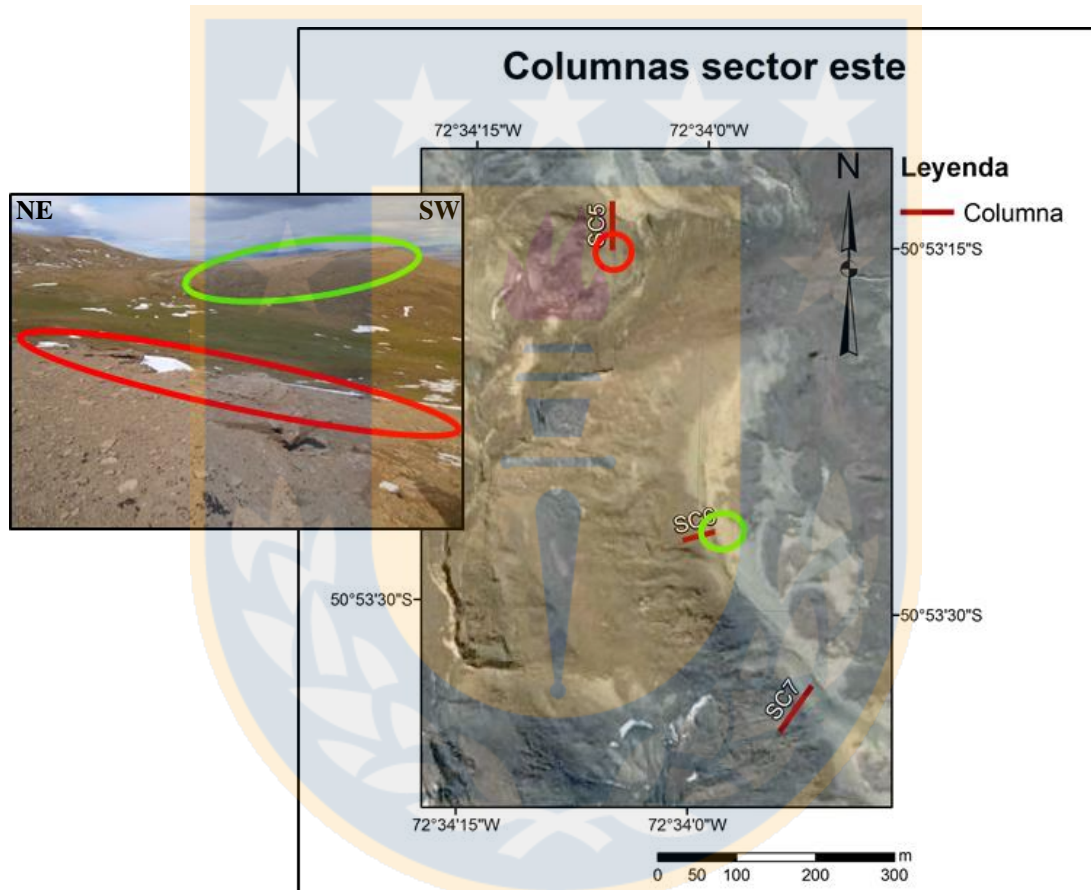 Columnas sector este
72°34'15"W 72°34'0"W
N
Leyenda
Columna
NE SW
SC5
50°53'15"S
SC6
50°53'30"S
50°53'30"S
SC7
72°34'15"W 72°34'0"W
m
0 50 100 200 300